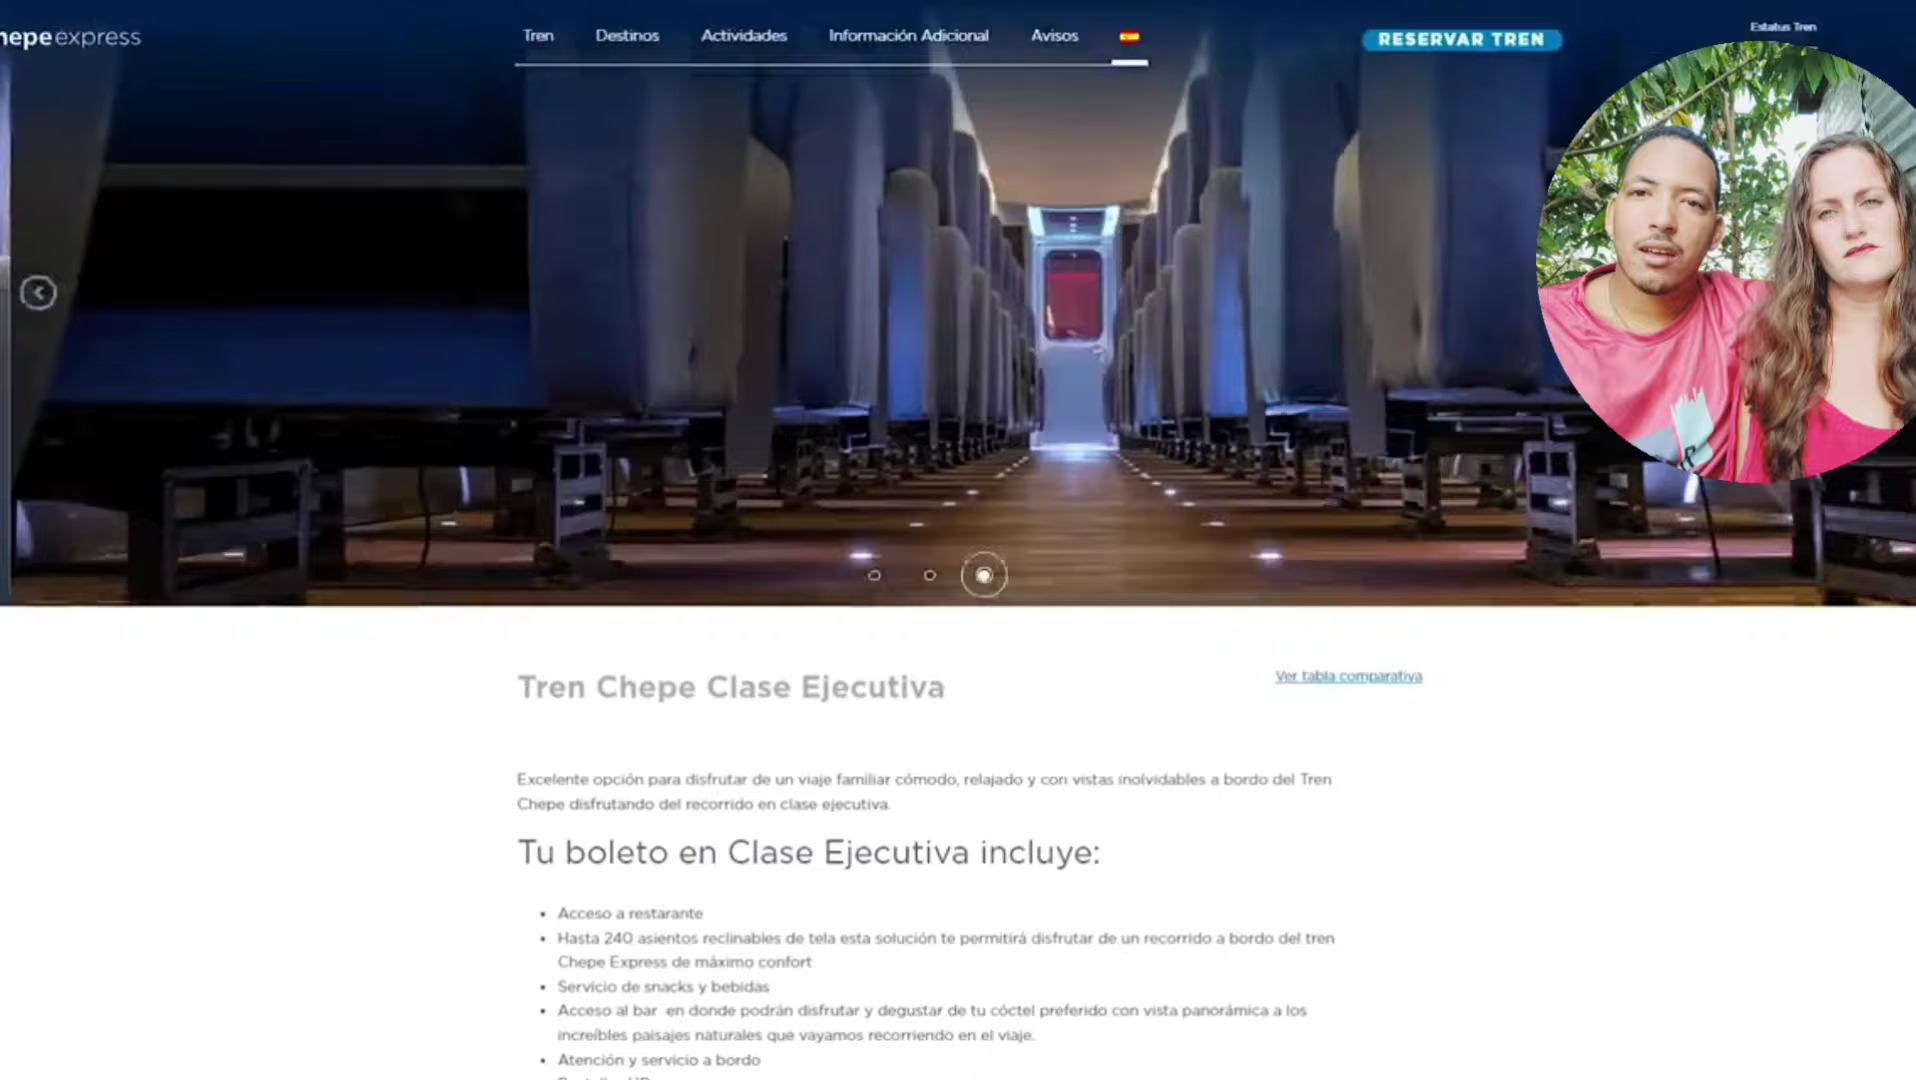 hepeexpress
Tren
Destinos
Actividades
Información Adicional
Avisos
RESERVAR TREN
Estatus Tren
Tren Chepe Clase Ejecutiva
Ver tabla comparativa
Excelente opción para disfrutar de un viaje familiar cómodo, relajado y con vistas inolvidables a bordo del Tren
Chepe disfrutando del recorrido en clase ejecutiva.
Tu boleto en Clase Ejecutiva incluye:
• Acceso a restarante
• Hasta 240 asientos reclinables de tela esta solución te permitirá disfrutar de un recorrido a bordo del tren
Chepe Express de máximo confort
• Servicio de snacks y bebidas
• Acceso al bar en donde podrán disfrutar y degustar de tu cóctel preferido con vista panorámica a los
increíbles paisajes naturales que vayamos recorriendo en el viaje.
• Atención y servicio a bordo